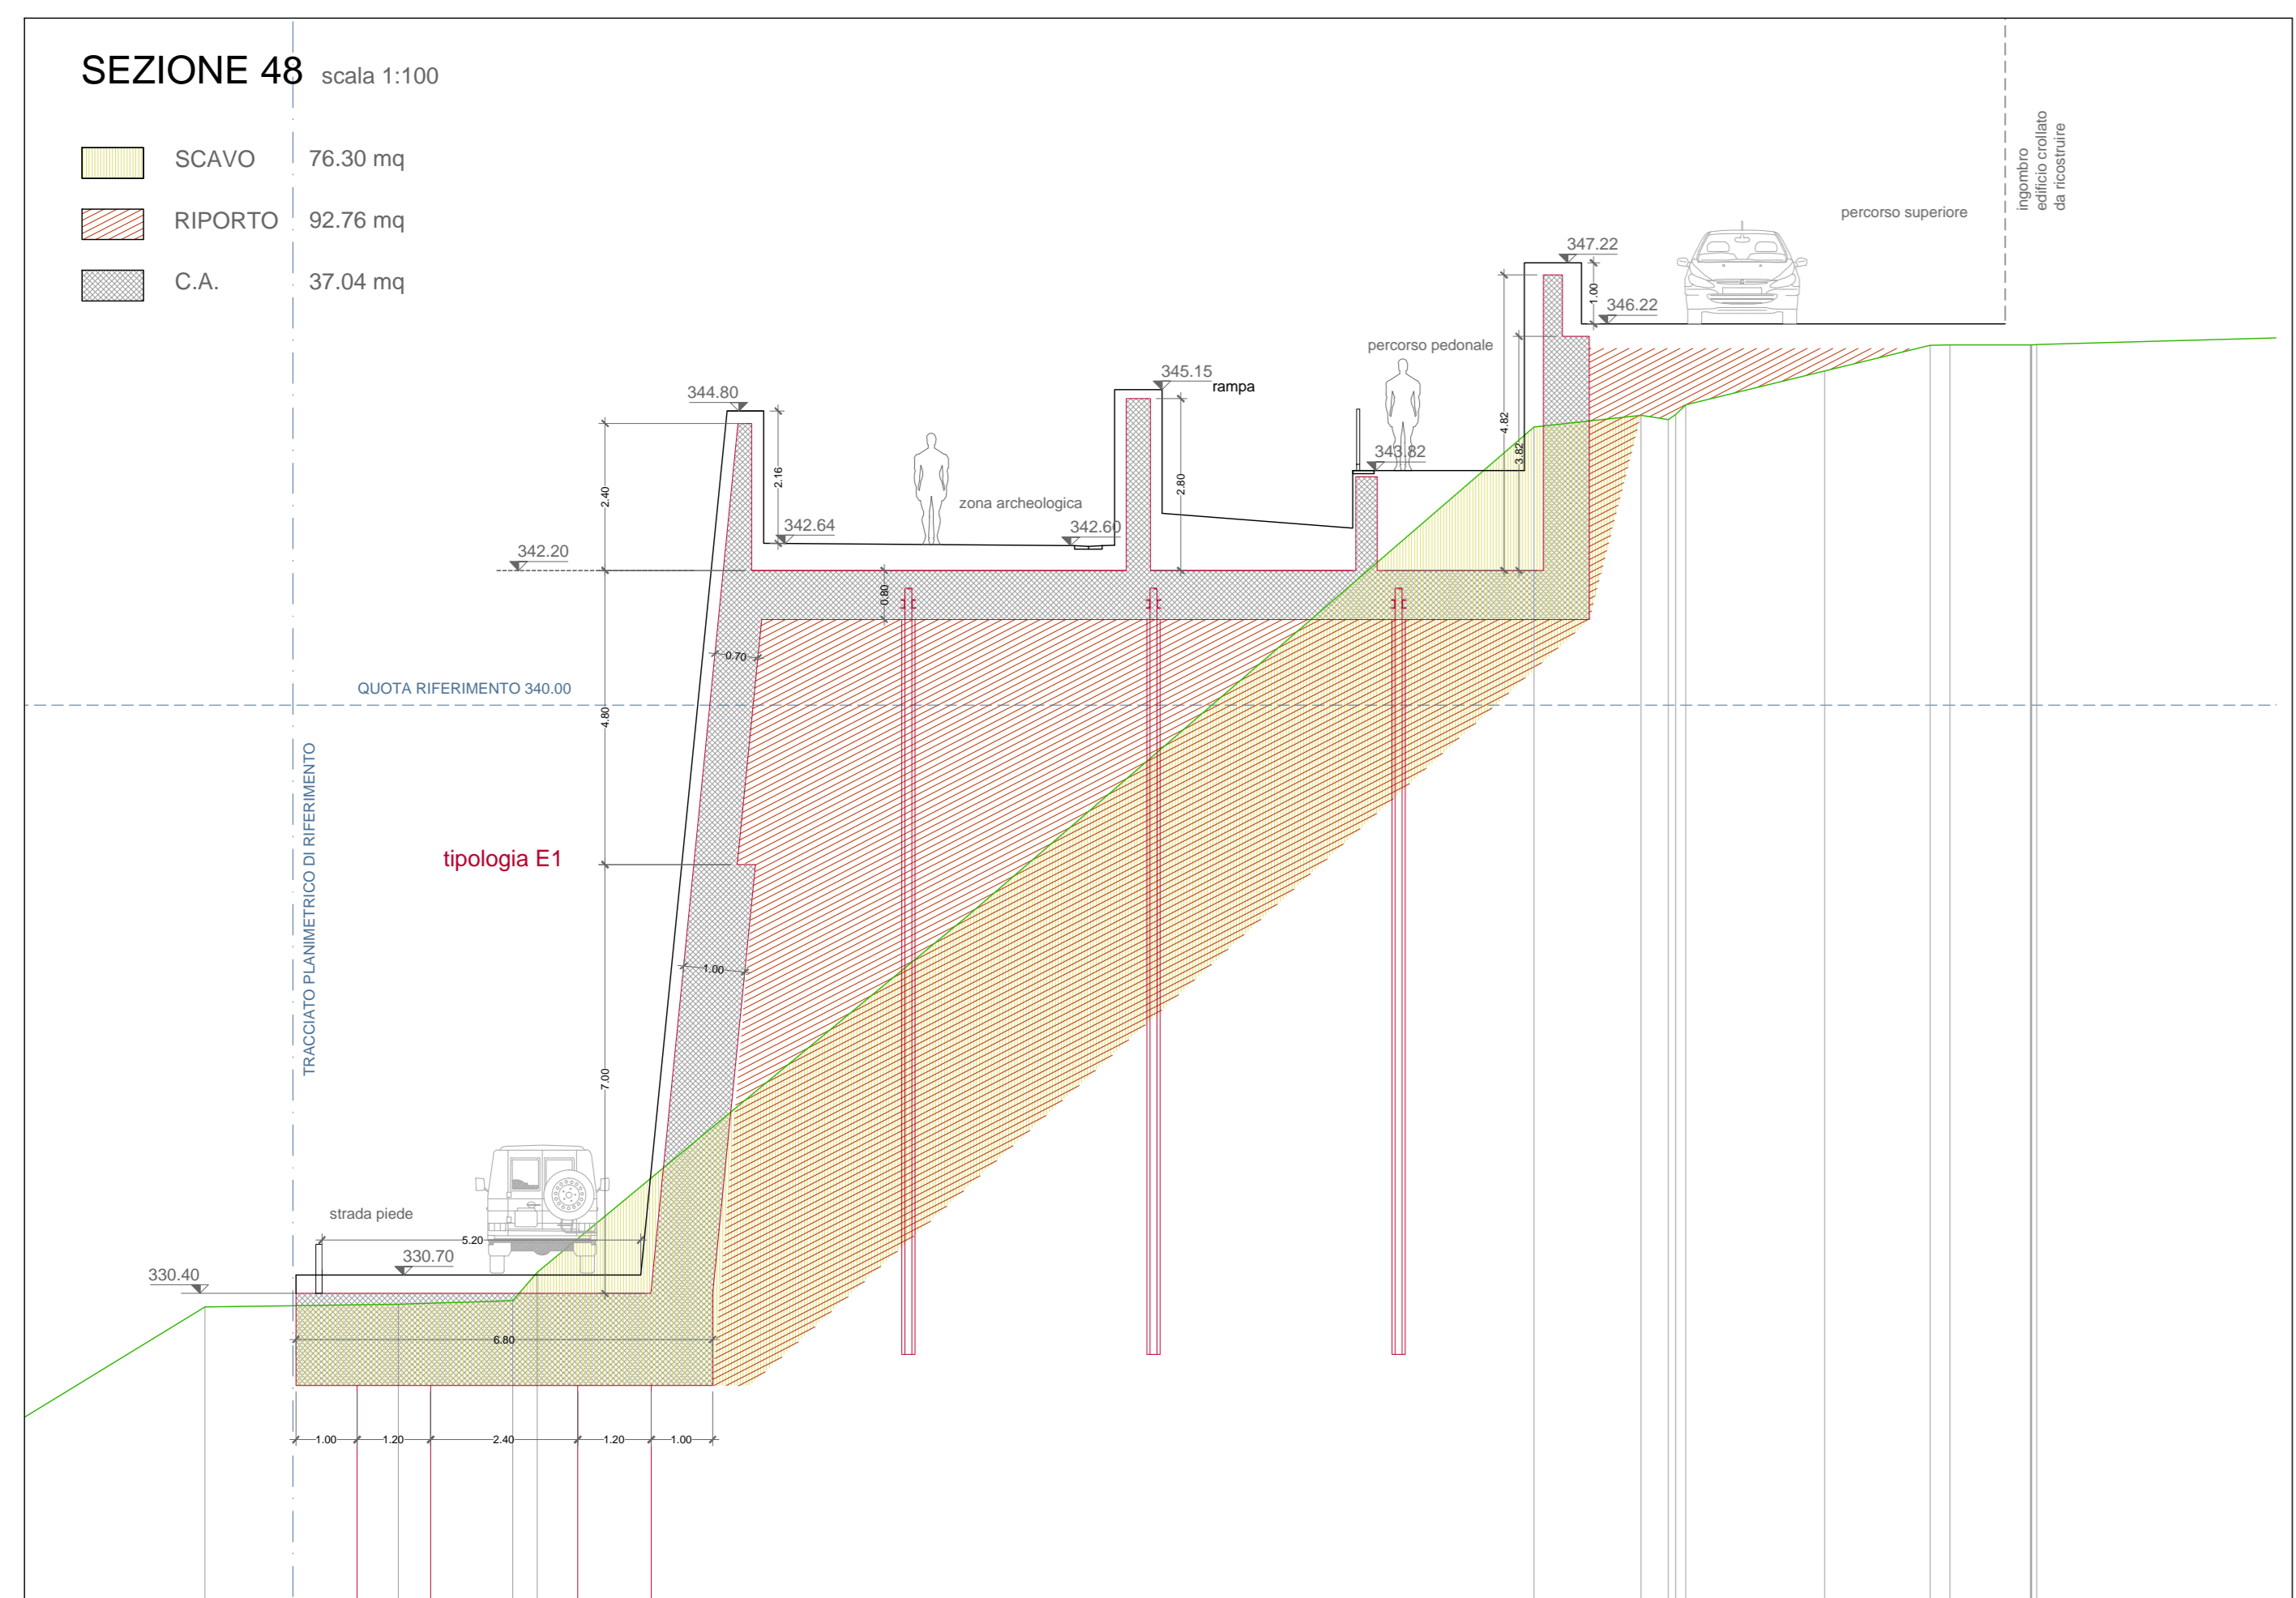 SEZIONE 48 scala 1:100
SCAVO 76.30 mq
RIPORTO 92.76 mq
C.A. 37.04 mq
ingombro
edificio crollato
da ricostruire
percorso superiore
347.22
1.00
346.22
4.82
3.82
percorso pedonale
343.82
345.15
rampa
2.80
344.80
2.16
2.40
zona archeologica
342.64
342.60
342.20
0.80
0.70
QUOTA RIFERIMENTO 340.00
4.80
TRACCIATO PLANIMETRICO DI RIFERIMENTO
tipologia E1
1.00
7.00
strada piede
5.20
330.70
330.40
6.80
1.00 1.20 2.40 1.20 1.00